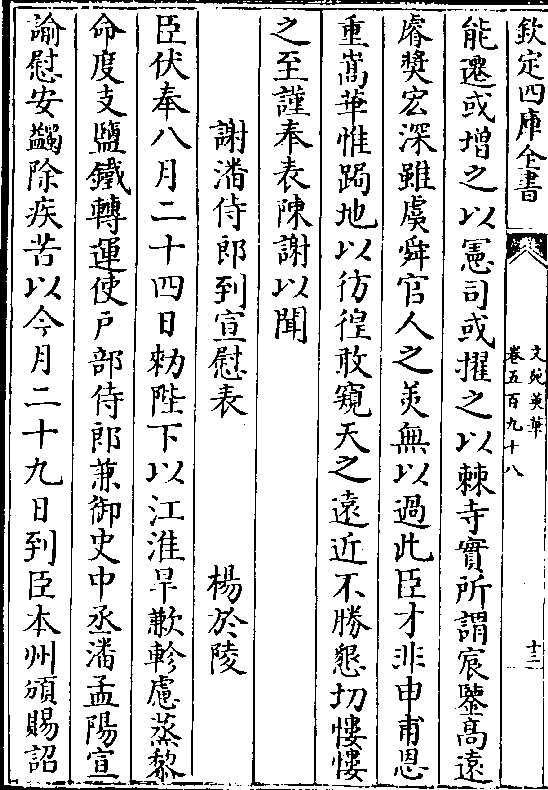 欽定四庫全書
文苑英華
卷五百九十八
十三
能遷或增之以憲司或擢之以棘寺實所謂宸鑒髙遠
睿奬宏深雖虞舜官人之美無以過此臣才非申甫恩
重嵩華惟跼地以彷徨敢窺天之遠近不勝懇切悽悽
之至謹奉表陳謝以聞
謝潘侍郎到宣慰表
楊於陵
臣伏奉八月二十四日勅陛下以江淮旱歉軫慮蒸黎
命度支鹽鐵轉運使戶部侍郎兼御史中丞潘孟陽宣
諭慰安蠲除疾苦以今月二十九日到臣本州頒賜詔